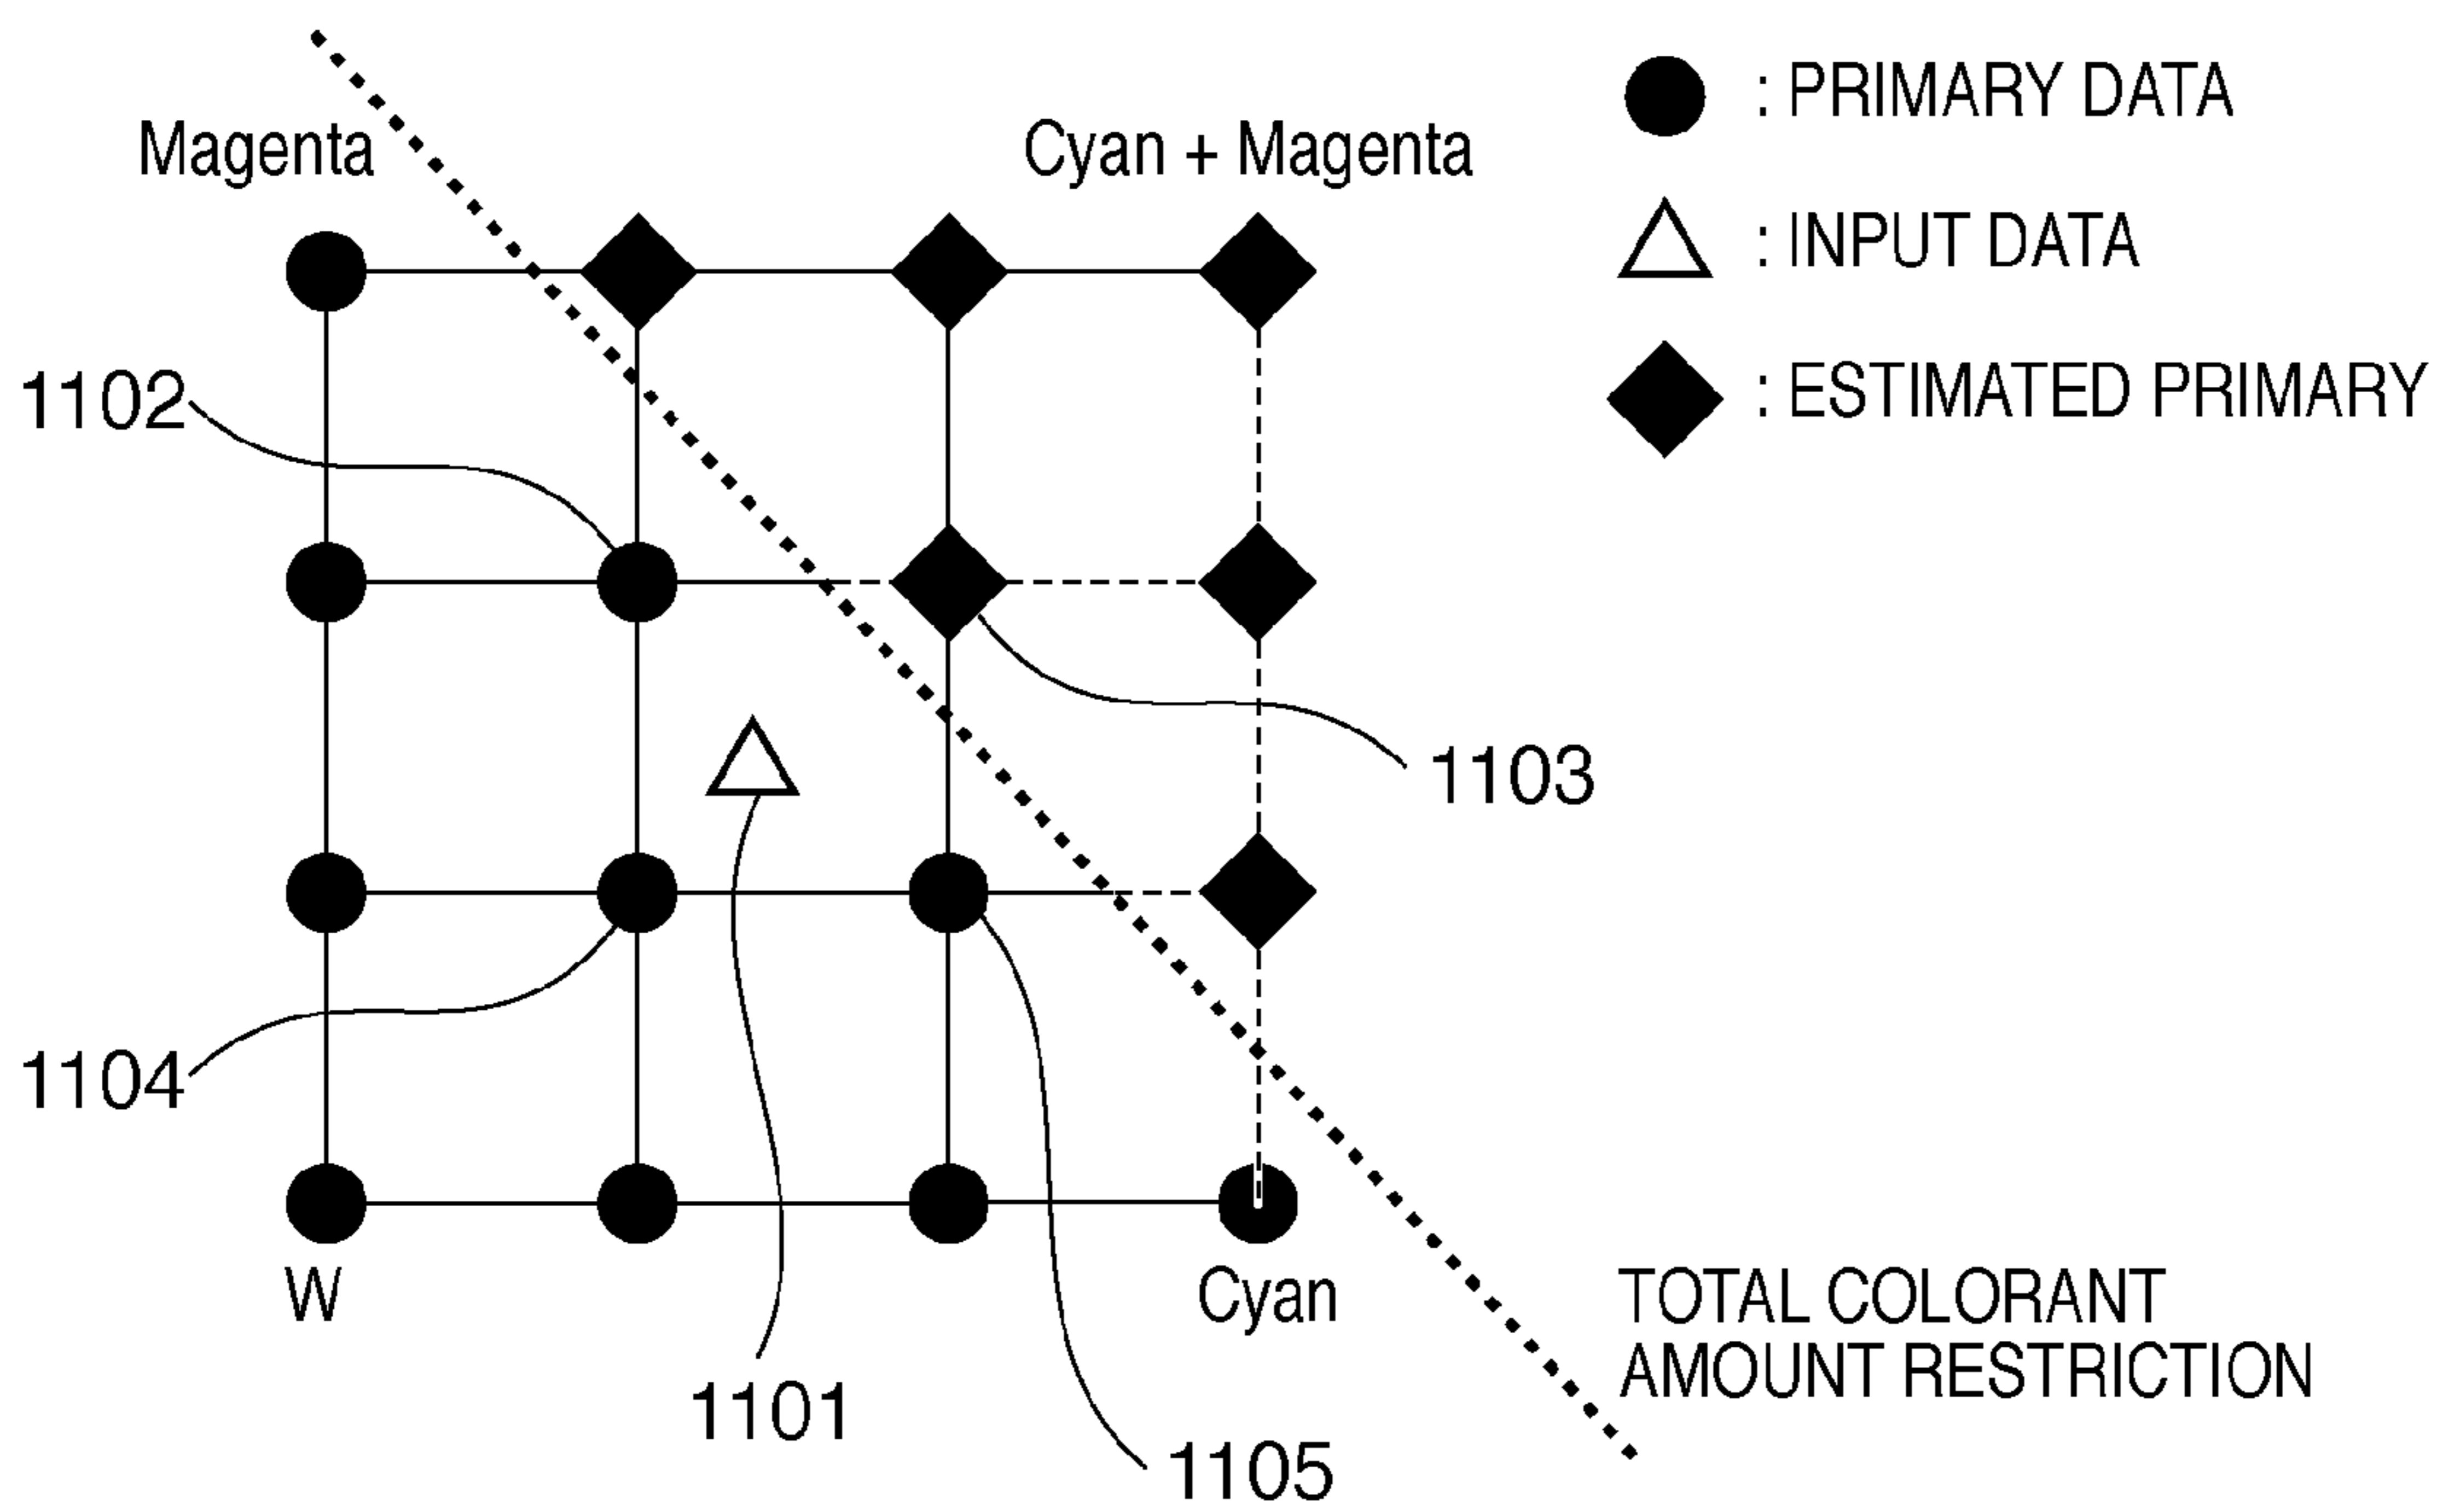 Magenta
Cyan + Magenta
: PRIMARY DATA
: INPUT DATA
: ESTIMATED PRIMARY
1102
1103
1104
W
Cyan
1101
1105
TOTAL COLORANT
AMOUNT RESTRICTION